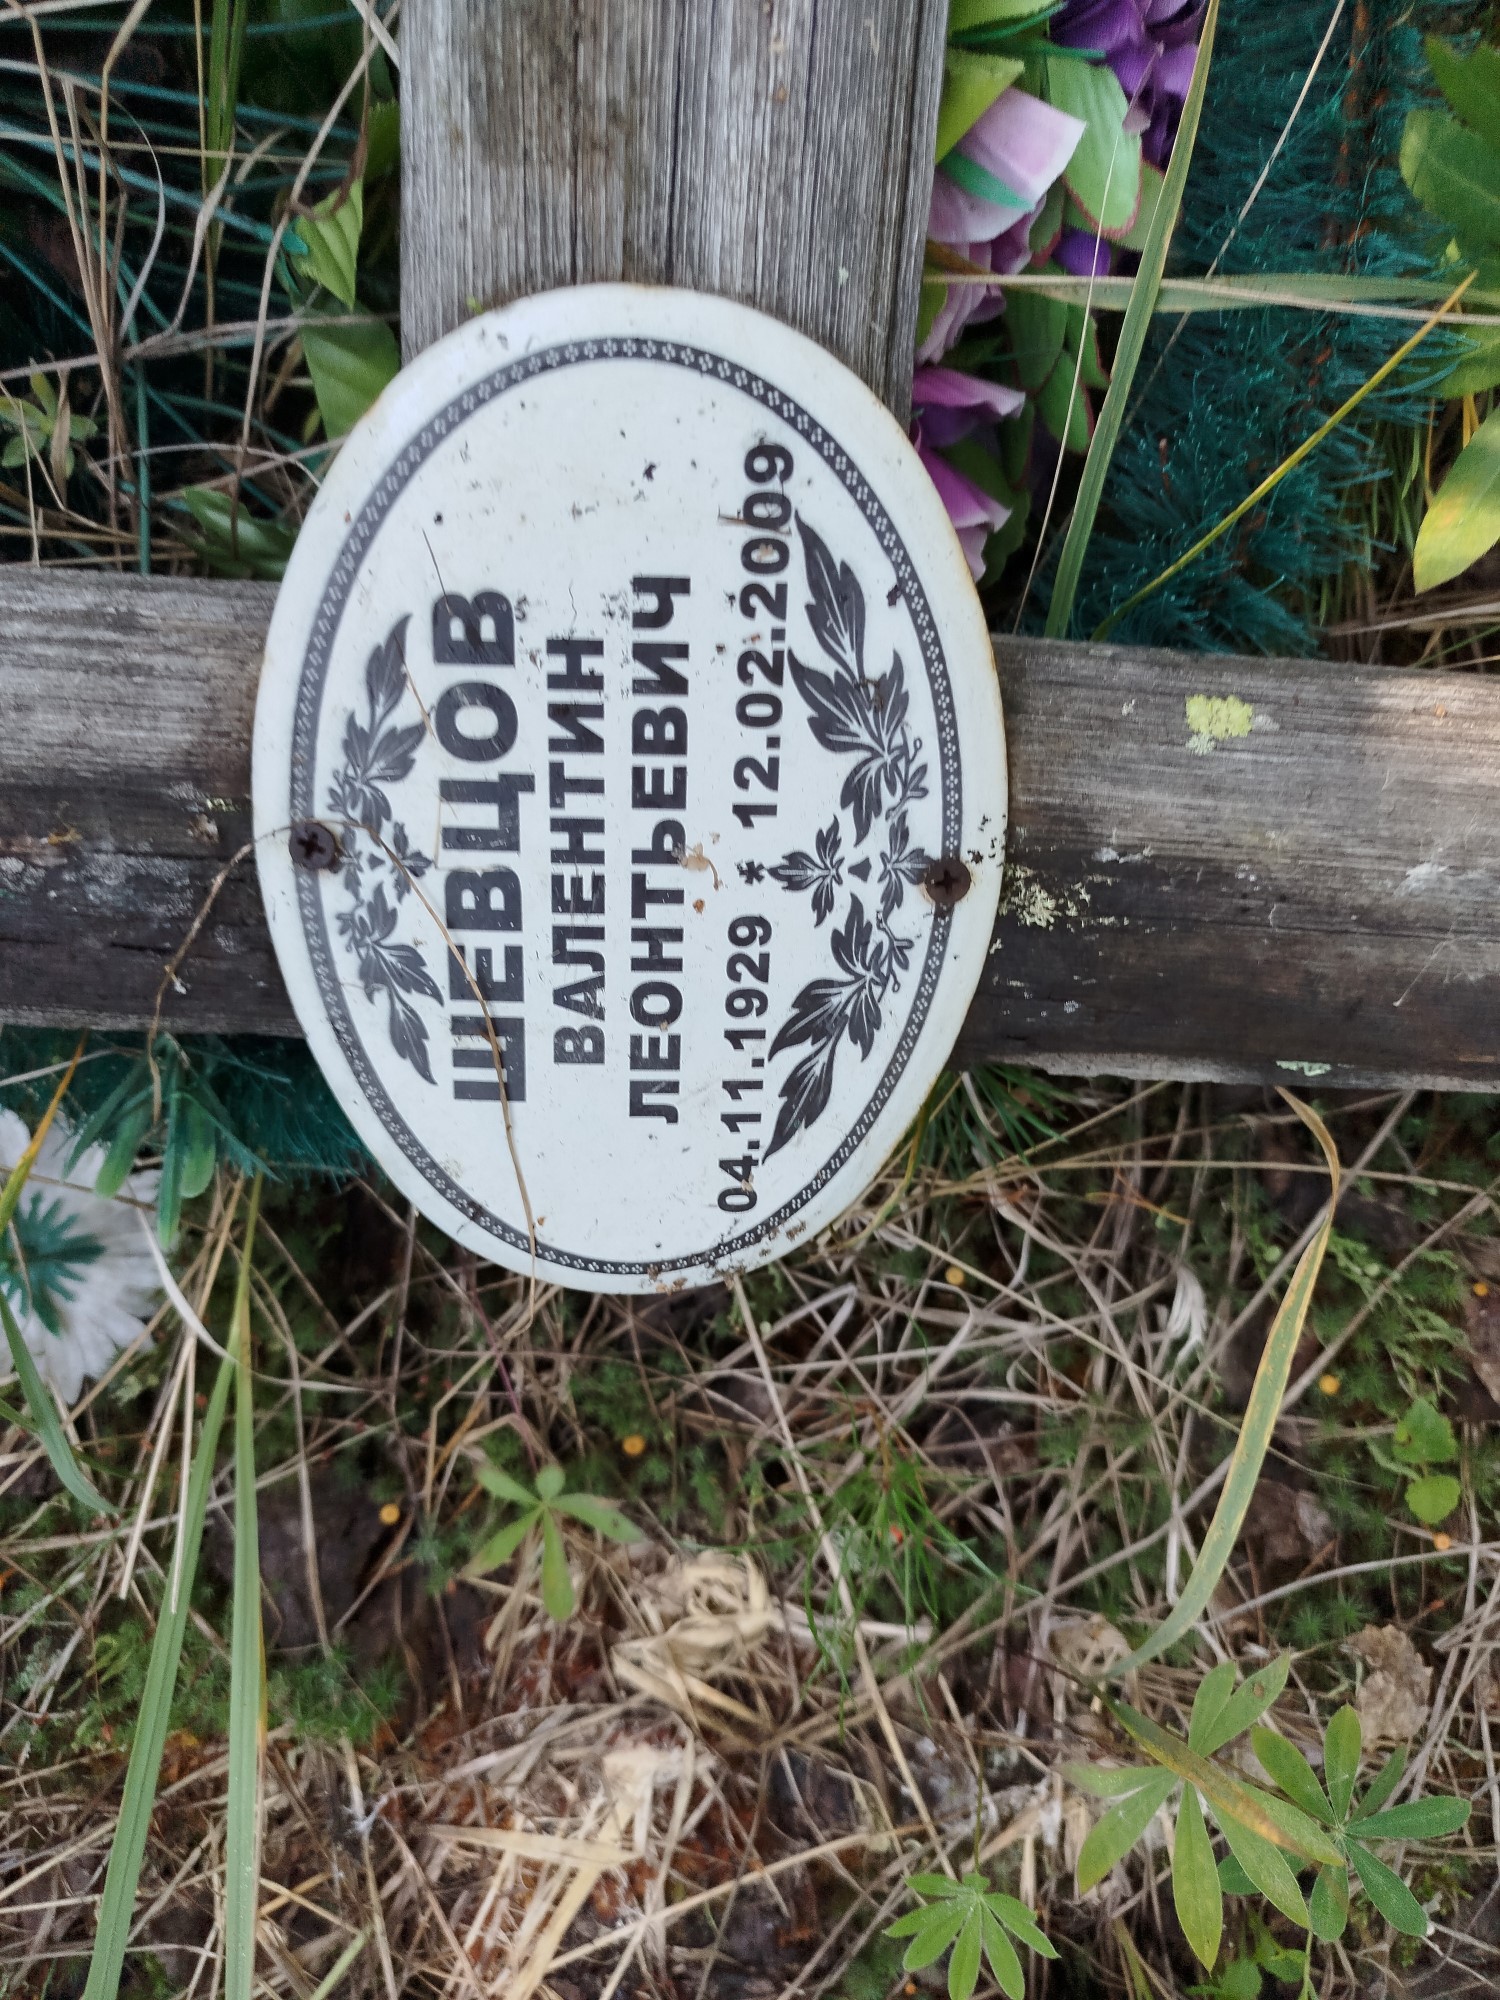 ШЕВЦОВ
ВАЛЕНТИН
ЛЕОНТЬЕВИЧ
04.11.1929 * 12.02.2009